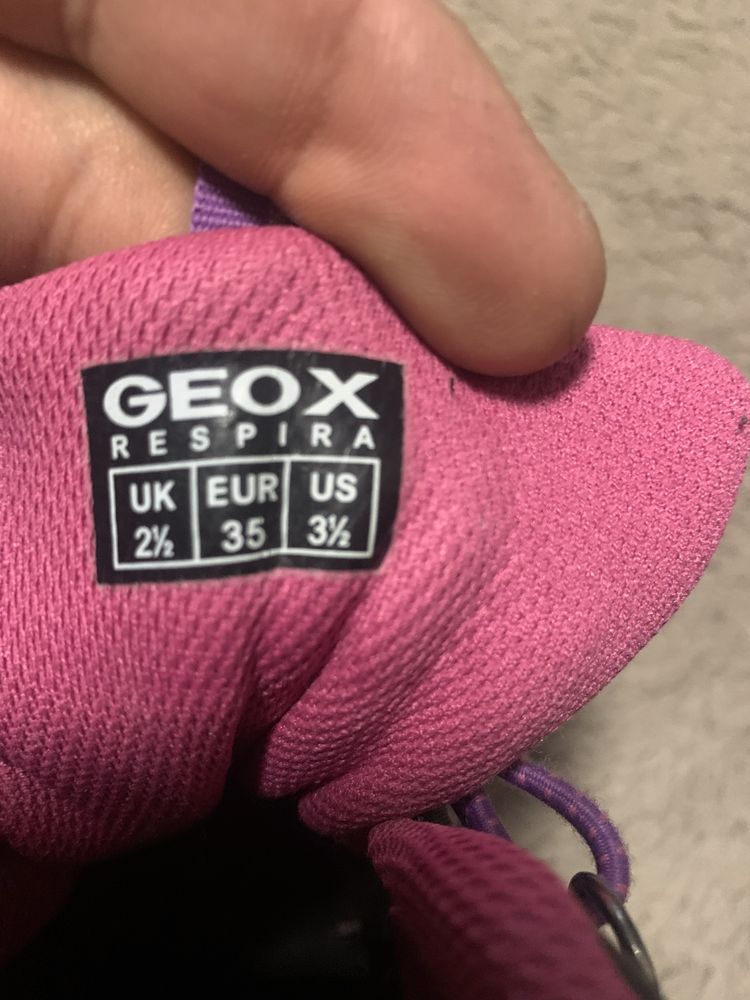 GEOX
RESPIRA
UK EUR US
2½ 35 3½